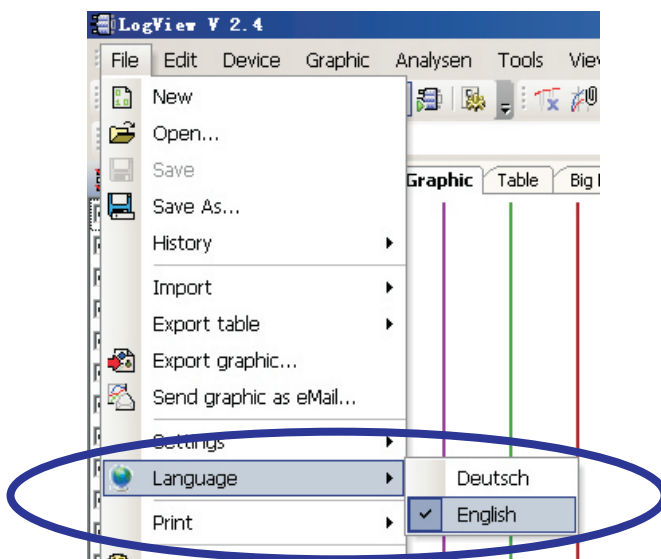 LogView V 2.4
File Edit Device Graphic Analysen Tools
New
Open...
Save
Graphic Table Big
Save As...
History
Import
Export table
Export graphic...
Send graphic as eMail...
Settings
Language
Deutsch
English
Print